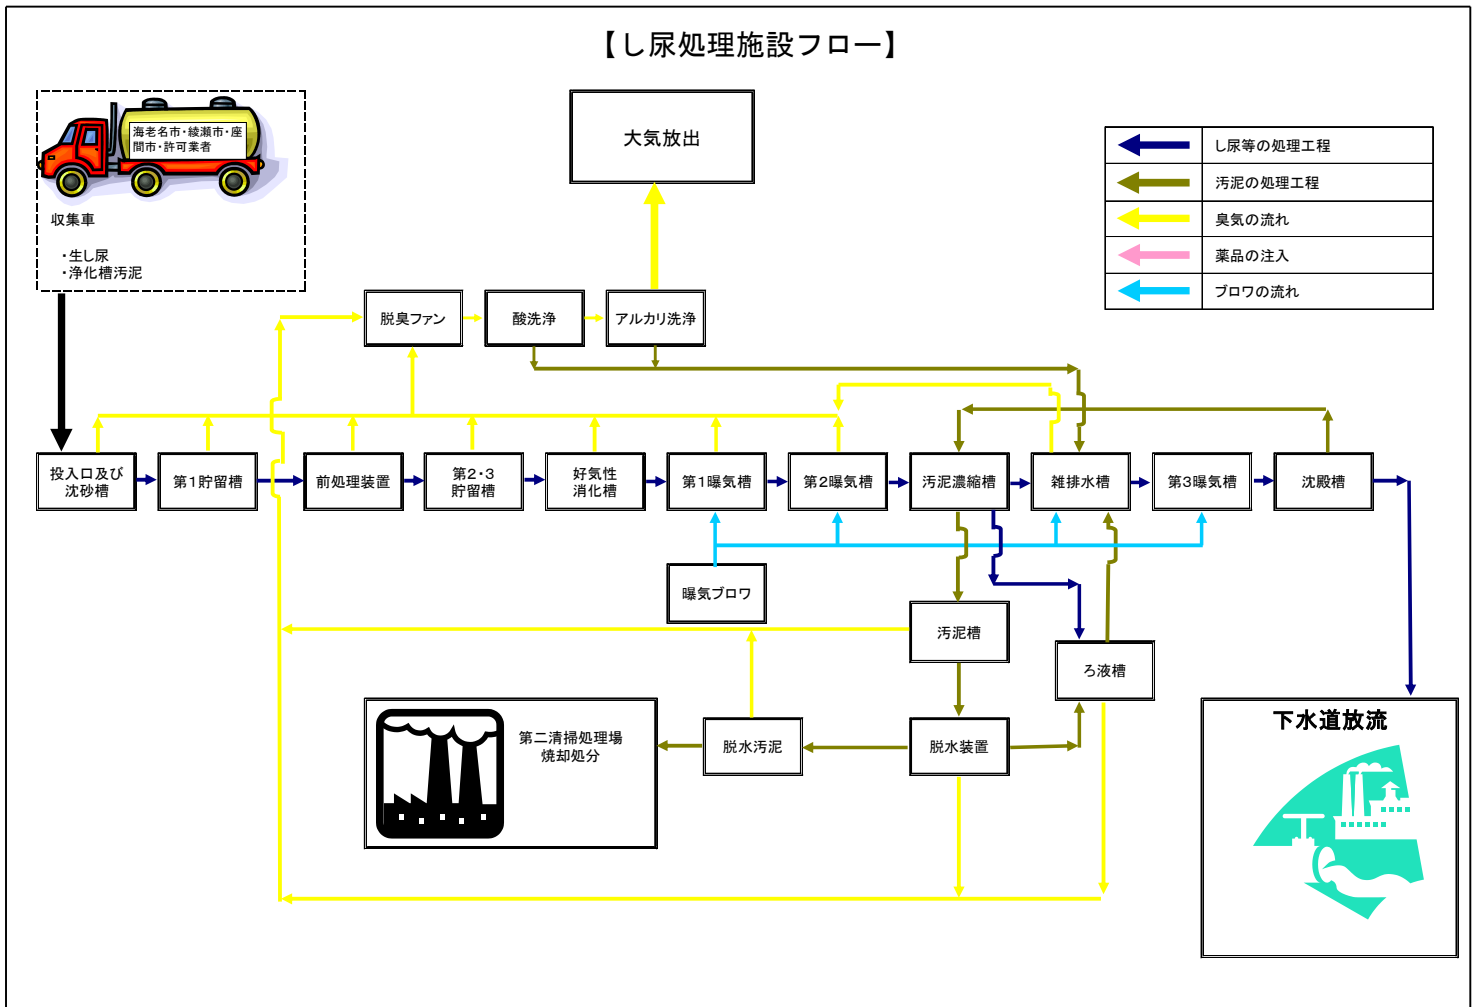 【し尿処理施設フロー】
海老名市・綾瀬市・座
間市・許可業者
収集車
・生し尿
・浄化槽汚泥
大気放出
し尿等の処理工程
汚泥の処理工程
臭気の流れ
薬品の注入
ブロワの流れ
脱臭ファン
酸洗浄
アルカリ洗浄
投入口及び
沈砂槽
第1貯留槽
前処理装置
第2・3
貯留槽
好気性
消化槽
第1曝気槽
第2曝気槽
汚泥濃縮槽
雑排水槽
第3曝気槽
沈殿槽
曝気ブロワ
汚泥槽
ろ液槽
第二清掃処理場
焼却処分
脱水汚泥
脱水装置
下水道放流